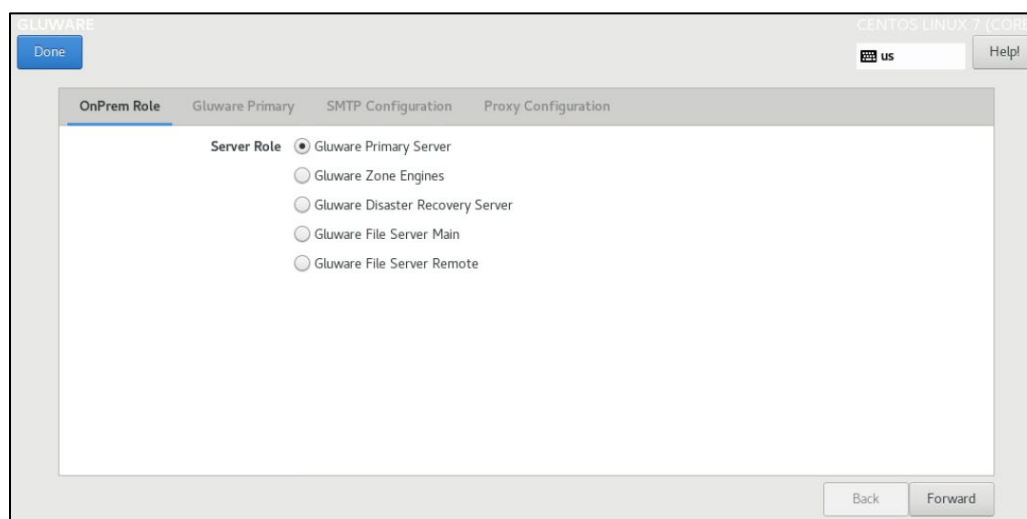 GLUWARE
CENTOS LINUX 7 (CORE
Done
us
Help!
OnPrem Role Gluware Primary SMTP Configuration Proxy Configuration
Server Role Gluware Primary Server
Gluware Zone Engines
Gluware Disaster Recovery Server
Gluware File Server Main
Gluware File Server Remote
Back Forward